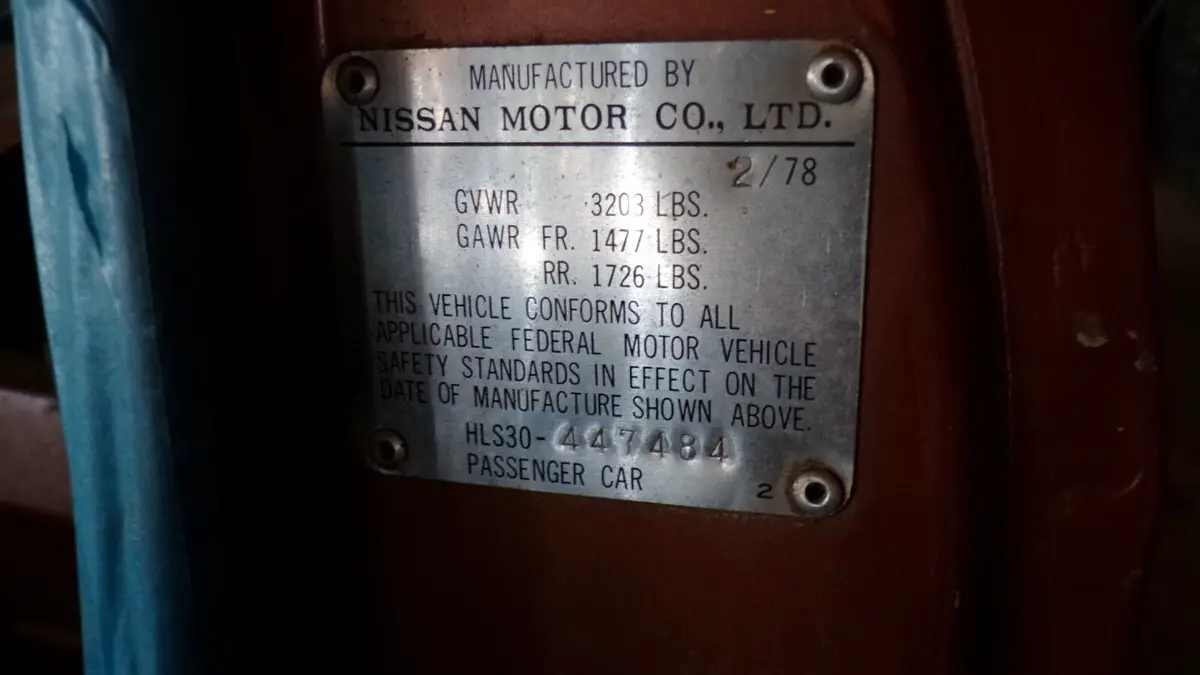 MANUFACTURED BY
NISSAN MOTOR CO., LTD.
2/78
GVWR 3203 LBS.
GAWR FR. 1477 LBS.
RR. 1726 LBS.
THIS VEHICLE CONFORMS TO ALL
APPLICABLE FEDERAL MOTOR VEHICLE
SAFETY STANDARDS IN EFFECT ON THE
DATE OF MANUFACTURE SHOWN ABOVE.
HLS30-447484
PASSENGER CAR
2